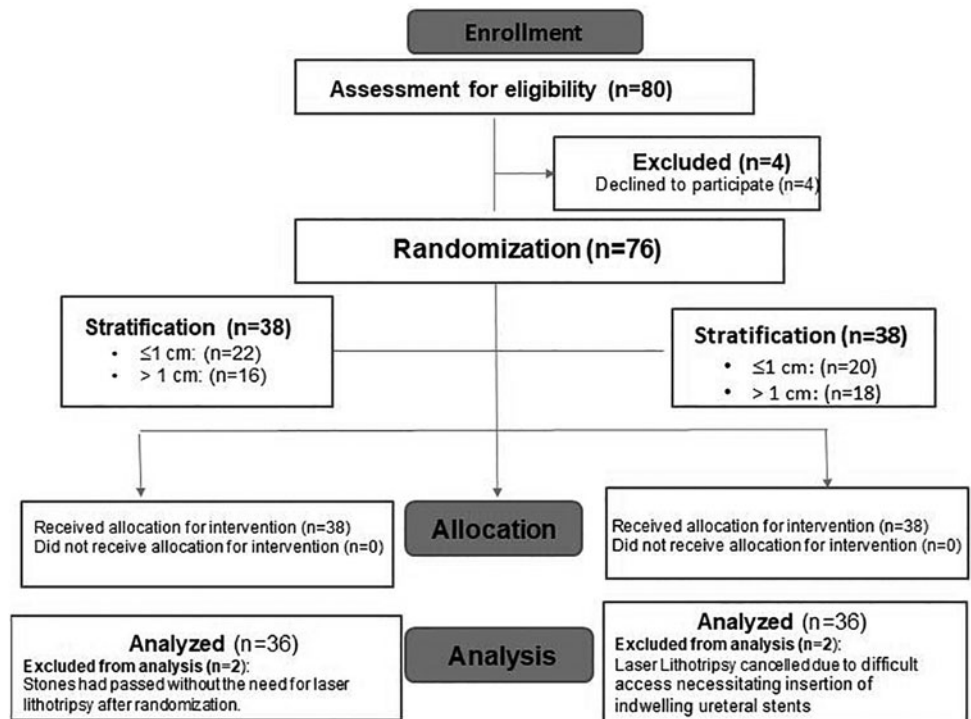 Enrollment
Assessment for eligibility (n=80)
Excluded (n=4)
Declined to participate (n=4)
Randomization (n=76)
Stratification (n=38)
• ≤1 cm: (n=22)
• > 1 cm: (n=16)
Stratification (n=38)
• ≤1 cm: (n=20)
• > 1 cm: (n=18)
Received allocation for intervention (n=38)
Did not receive allocation for intervention (n=0)
Allocation
Received allocation for intervention (n=38)
Did not receive allocation for intervention (n=0)
Analyzed (n=36)
Excluded from analysis (n=2):
Stones had passed without the need for laser
lithotripsy after randomization.
Analysis
Analyzed (n=36)
Excluded from analysis (n=2):
Laser Lithotripsy cancelled due to difficult
access necessitating insertion of
indwelling ureteral stents